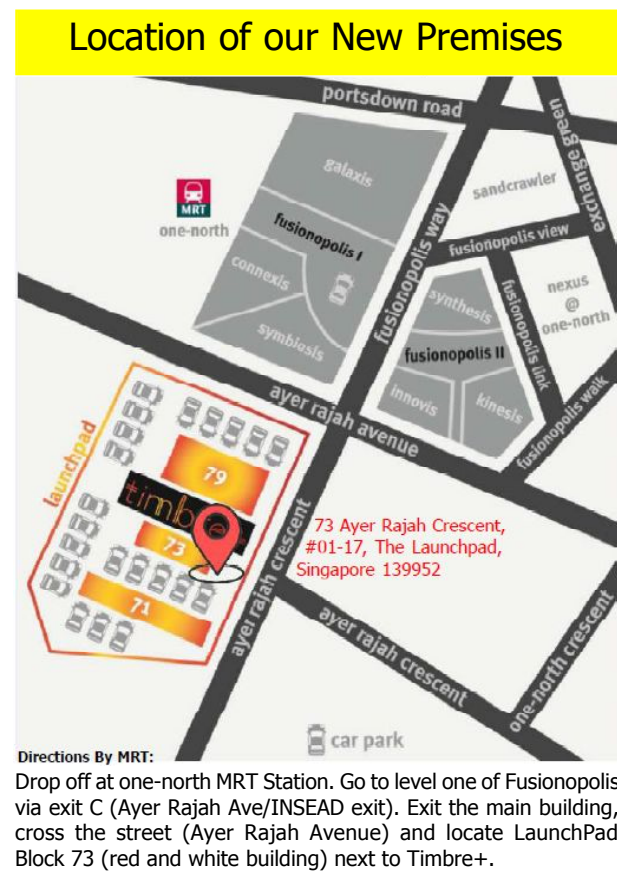 Location of our New Premises
portsdown road
exchange green
galaxis
sandcrawler
MRT
one-north
fusionopolis I
fusionopolis way
fusionopolis view
connexis
synthesis
fusionopolis link
nexus
@
one-north
symbiosis
fusionopolis II
ayer rajah avenue
innovis
kinesis
fusionopolis walk
launchpad
79
timbre+
73
73 Ayer Rajah Crescent,
#01-17, The Launchpad,
Singapore 139952
71
ayer rajah crescent
ayer rajah crescent
one-north crescent
car park
Directions By MRT:
Drop off at one-north MRT Station. Go to level one of Fusionopolis
via exit C (Ayer Rajah Ave/INSEAD exit). Exit the main building,
cross the street (Ayer Rajah Avenue) and locate LaunchPad
Block 73 (red and white building) next to Timbre+.